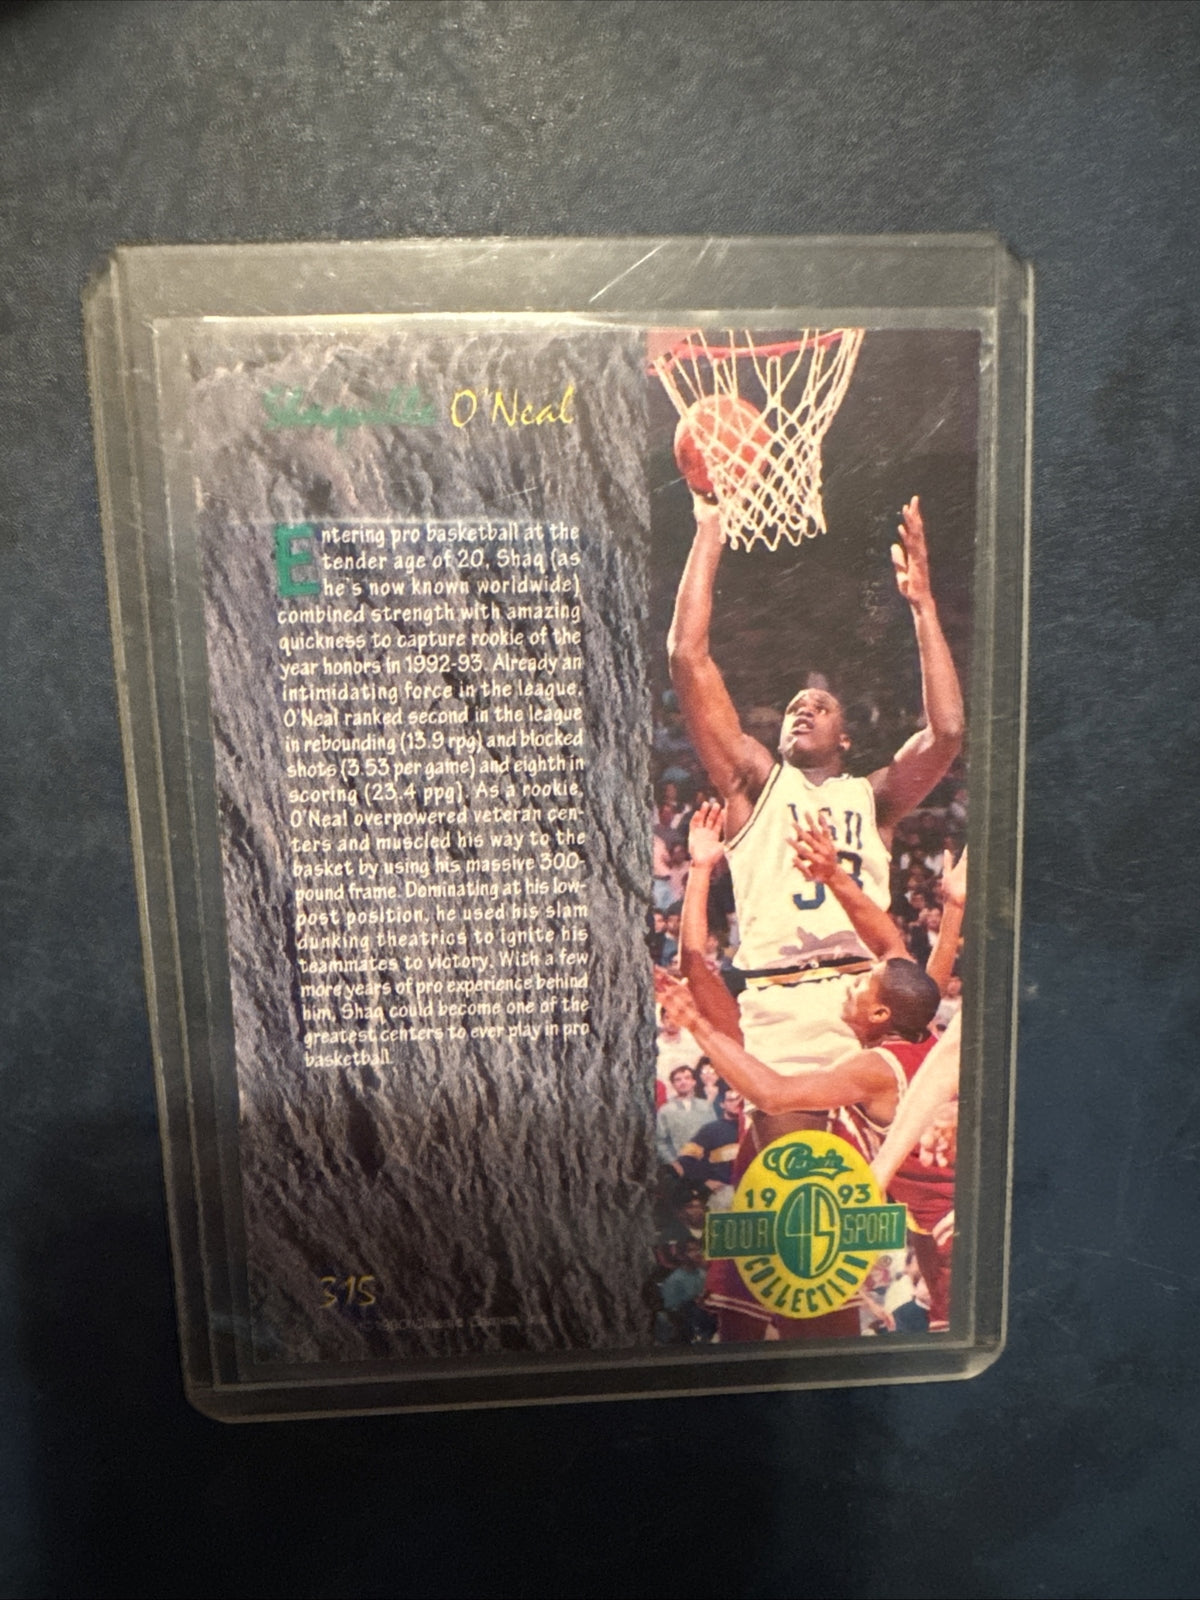 Shaquille O'Neal
Entering pro basketball at the
tender age of 20, Shaq (as
he's now known worldwide)
combined strength with amazing
quickness to capture rookie of the
year honors in 1992-93. Already an
intimidating force in the league,
O'Neal ranked second in the league
in rebounding (13.9 rpg) and blocked
shots (3.53 per game) and eighth in
scoring (23.4 ppg). As a rookie,
O'Neal overpowered veteran cen-
ters and muscled his way to the
basket by using his massive 300-
pound frame. Dominating at his low-
post position, he used his slam
dunking theatrics to ignite his
teammates to victory. With a few
more years of pro experience behind
him, Shaq could become one of the
greatest centers to ever play in pro
basketball.
315
LSU
33
Classic
1993
FOUR 4S SPORT
COLLECTION